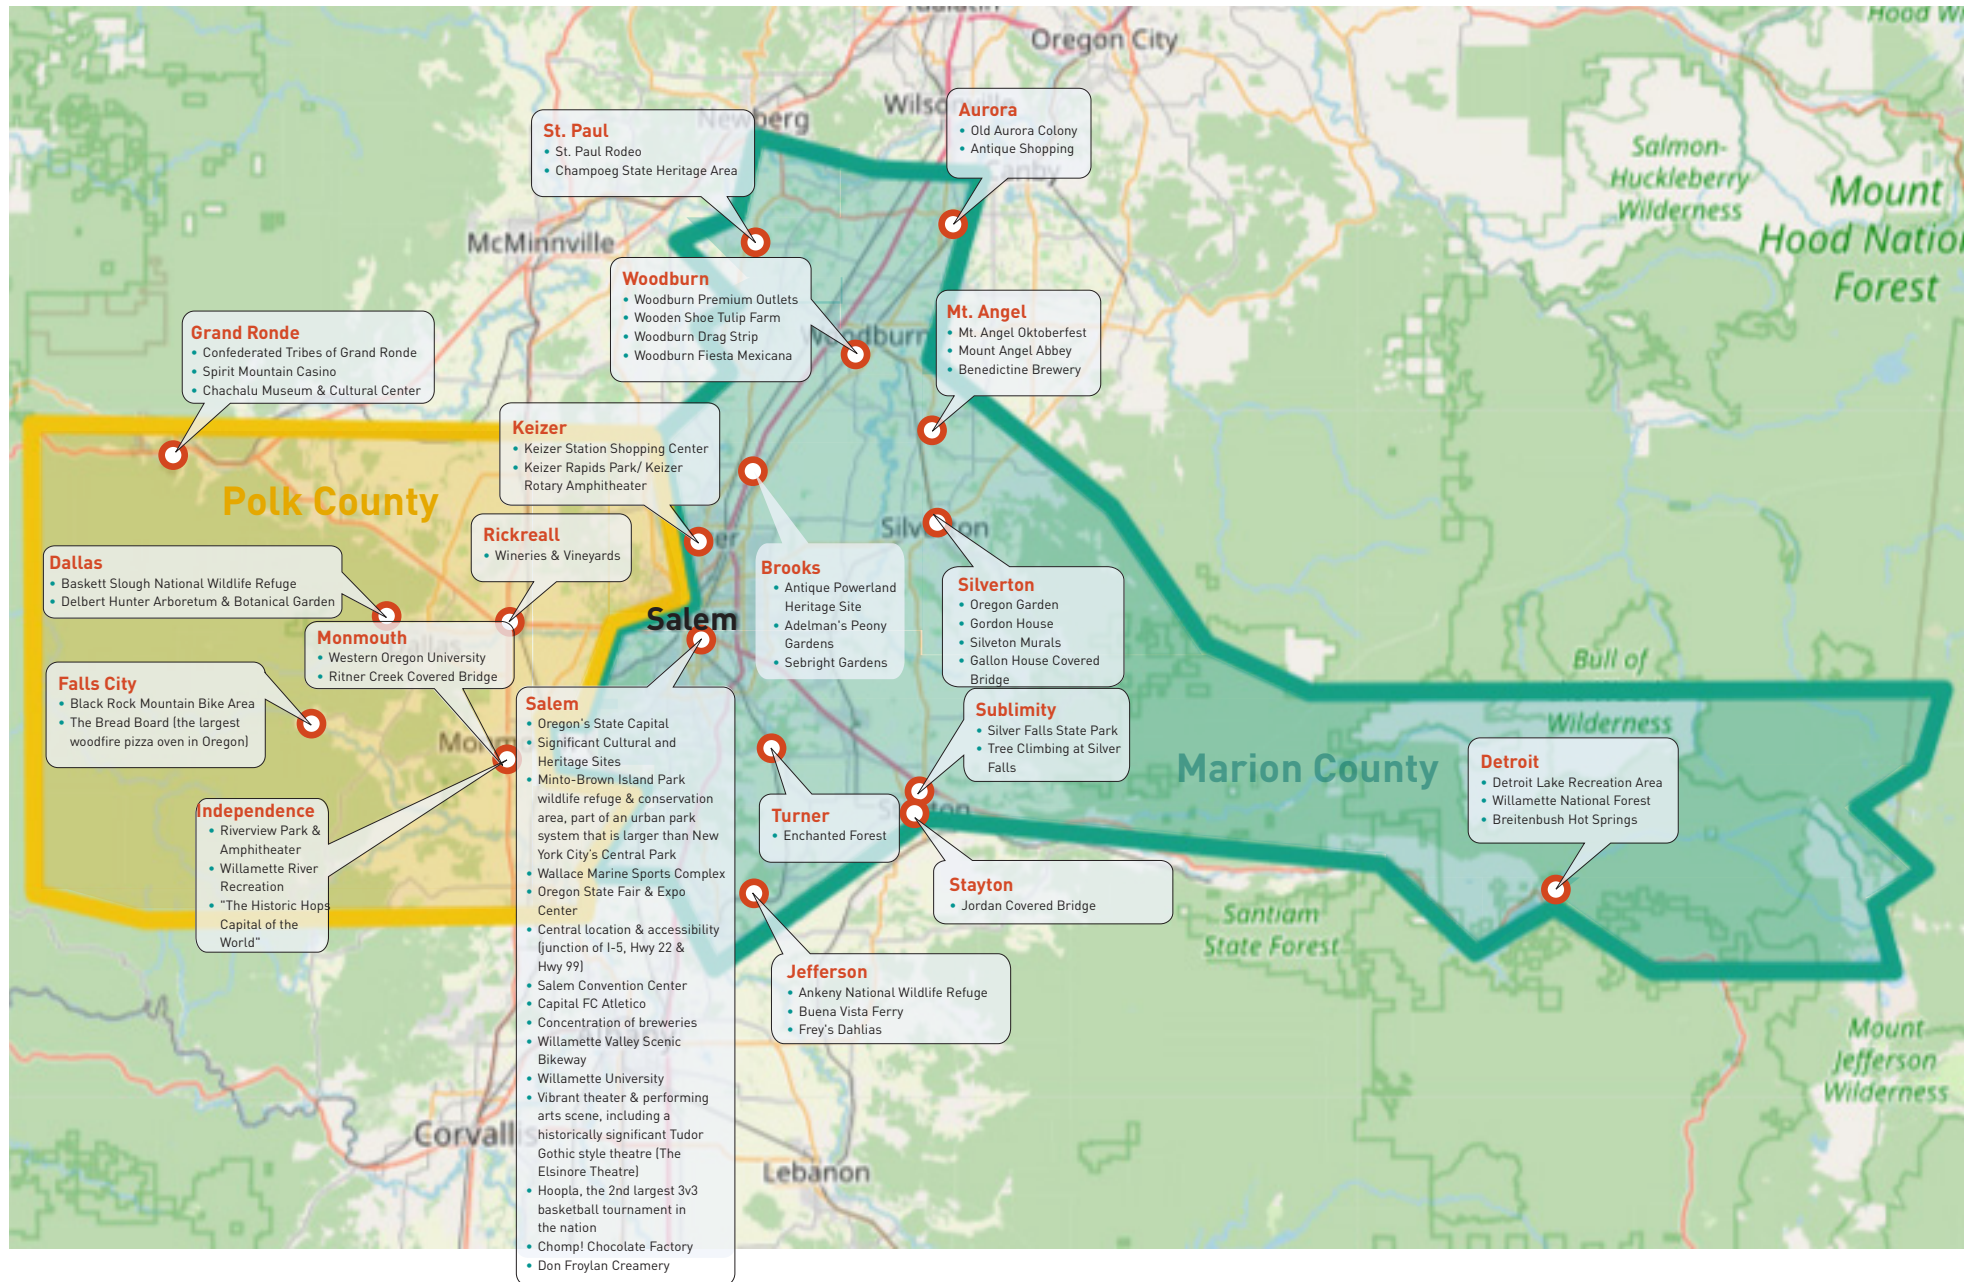 Oregon City
Hood
St. Paul
• St. Paul Rodeo
• Champoeg State Heritage Area
Aurora
• Old Aurora Colony
• Antique Shopping
Salmon-
Huckleberry
Wilderness
Mount
Hood
Forest
McMinnville
Woodburn
• Woodburn Premium Outlets
• Wooden Shoe Tulip Farm
• Woodburn Drag Strip
• Woodburn Fiesta Mexicana
Mt. Angel
• Mt. Angel Oktoberfest
• Mount Angel Abbey
• Benedictine Brewery
Grand Ronde
• Confederated Tribes of Grand Ronde
• Spirit Mountain Casino
• Chachalu Museum & Cultural Center
Keizer
• Keizer Station Shopping Center
• Keizer Rapids Park/ Keizer
Rotary Amphitheater
Polk County
Rickreall
• Wineries & Vineyards
Dallas
• Baskett Slough National Wildlife Refuge
• Delbert Hunter Arboretum & Botanical Garden
Brooks
• Antique Powerland
Heritage Site
• Adelman's Peony
Gardens
• Sebright Gardens
Silverton
• Oregon Garden
• Gordon House
• Silveton Murals
• Gallon House Covered
Bridge
Salem
Monmouth
• Western Oregon University
• Ritner Creek Covered Bridge
Falls City
• Black Rock Mountain Bike Area
• The Bread Board (the largest
woodfire pizza oven in Oregon)
Bull of
Wilderness
Sublimity
• Silver Falls State Park
• Tree Climbing at Silver
Falls
Marion County
Detroit
• Detroit Lake Recreation Area
• Willamette National Forest
• Breitenbush Hot Springs
Independence
• Riverview Park &
Amphitheater
• Willamette River
Recreation
• "The Historic Hops
Capital of the
World"
Turner
• Enchanted Forest
Stayton
• Jordan Covered Bridge
Santiam
State Forest
Jefferson
• Ankeny National Wildlife Refuge
• Buena Vista Ferry
• Frey's Dahlias
Salem
• Oregon's State Capital
• Significant Cultural and
Heritage Sites
• Minto-Brown Island Park
wildlife refuge & conservation
area, part of an urban park
system that is larger than New
York City's Central Park
• Wallace Marine Sports Complex
• Oregon State Fair & Expo
Center
• Central location & accessibility
(junction of I-5, Hwy 22 &
Hwy 99)
• Salem Convention Center
• Capital FC Atletico
• Concentration of breweries
• Willamette Valley Scenic
Bikeway
• Willamette University
• Vibrant theater & performing
arts scene, including a
historically significant Tudor
Gothic style theatre (The
Elsinore Theatre)
• Hoopla, the 2nd largest 3v3
basketball tournament in
the nation
• Chomp! Chocolate Factory
• Don Froylan Creamery
Mount
Jefferson
Wilderness
Lebanon